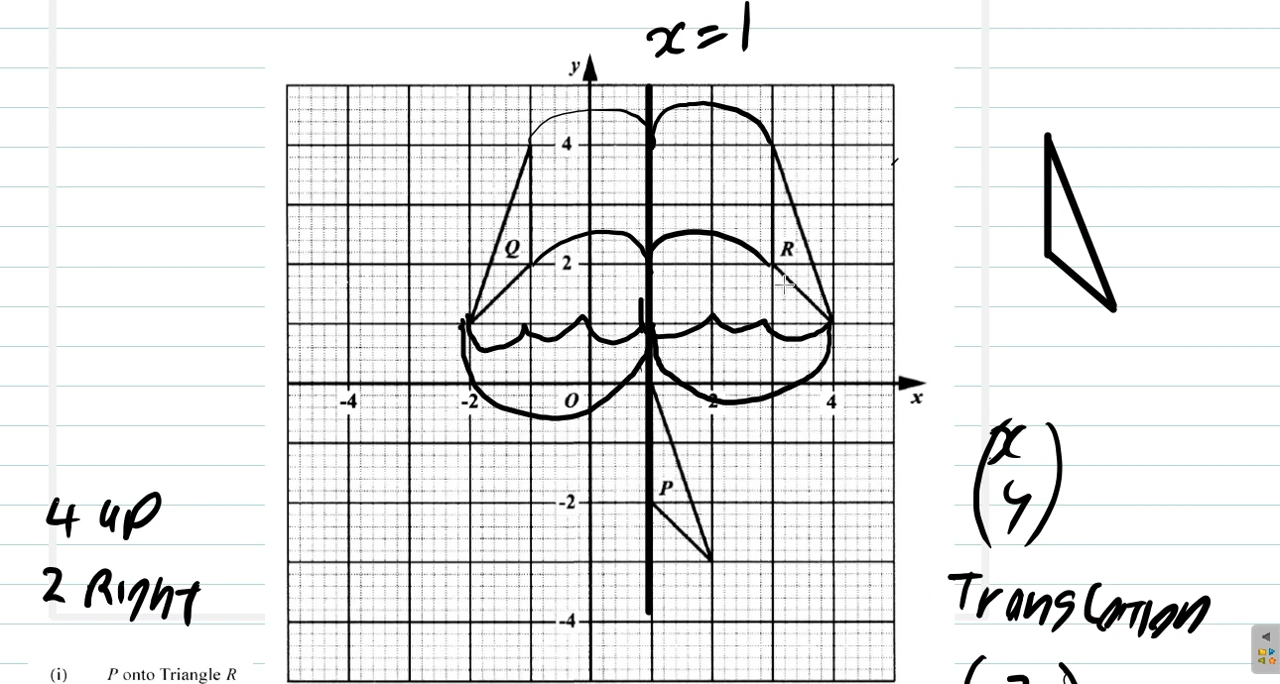 x=1
y
4
Q
R
2
-4
-2
O
2
4
x
P
-2
-4
4 up
2 Right
(x
y)
Translation
(i) P onto Triangle R